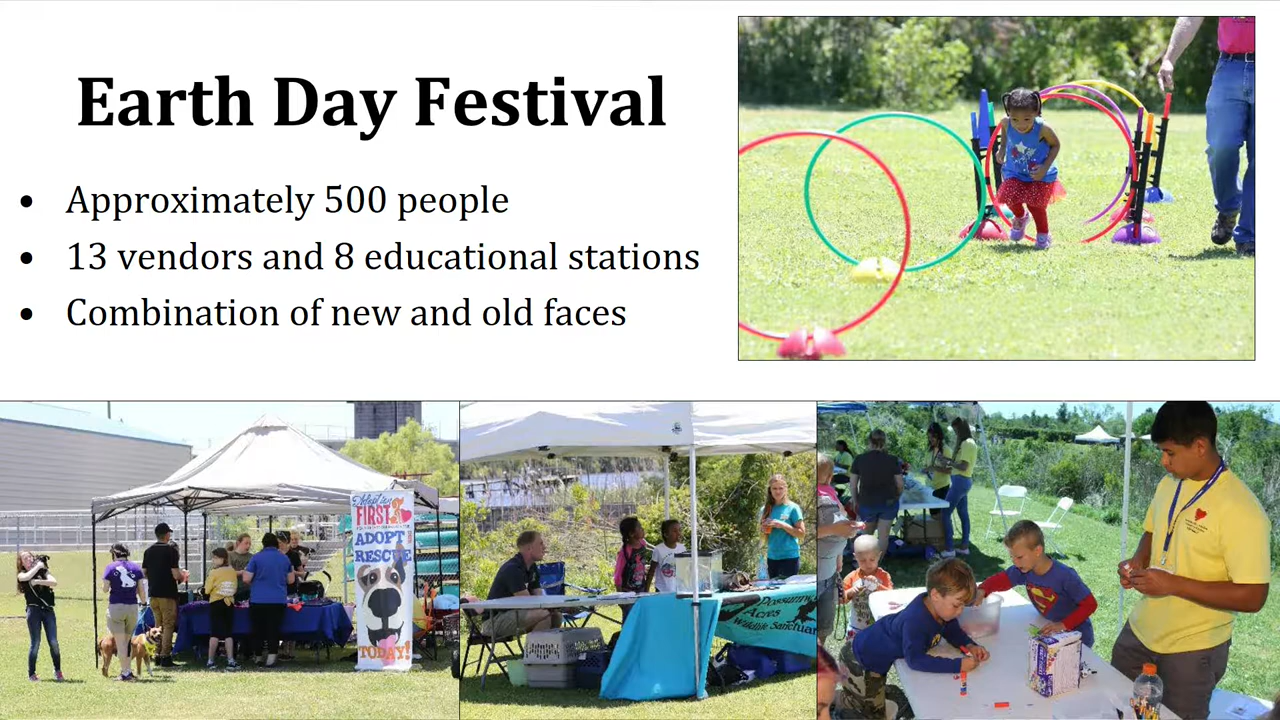 Earth Day Festival
• Approximately 500 people
• 13 vendors and 8 educational stations
• Combination of new and old faces
FIRST
ADOPT
RESCUE
TODAY!
Possumwood
Acres
Wildlife Sanctuary